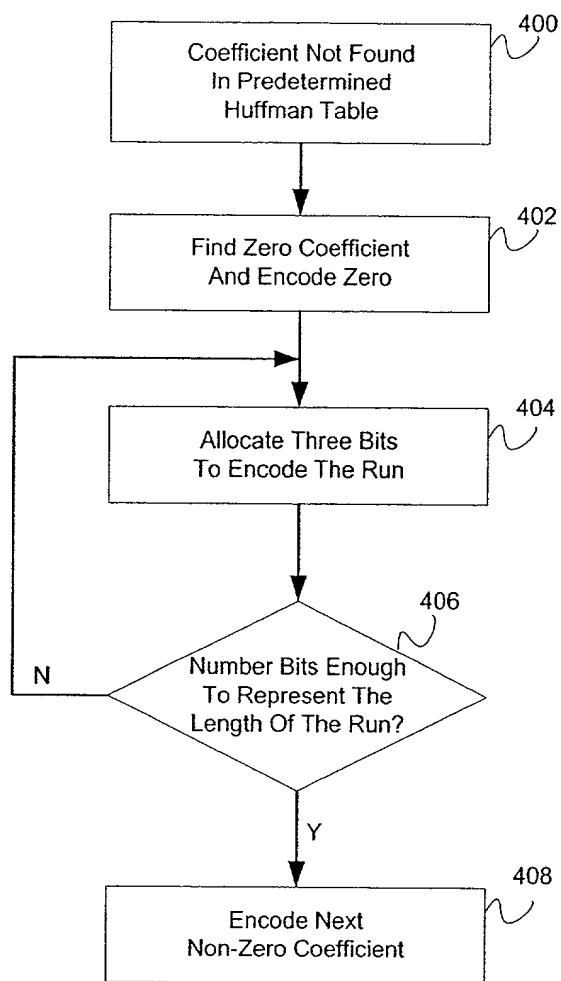 400
Coefficient Not Found
In Predetermined
Huffman Table
402
Find Zero Coefficient
And Encode Zero
404
Allocate Three Bits
To Encode The Run
406
Number Bits Enough
To Represent The
Length Of The Run?
N
Y
408
Encode Next
Non-Zero Coefficient